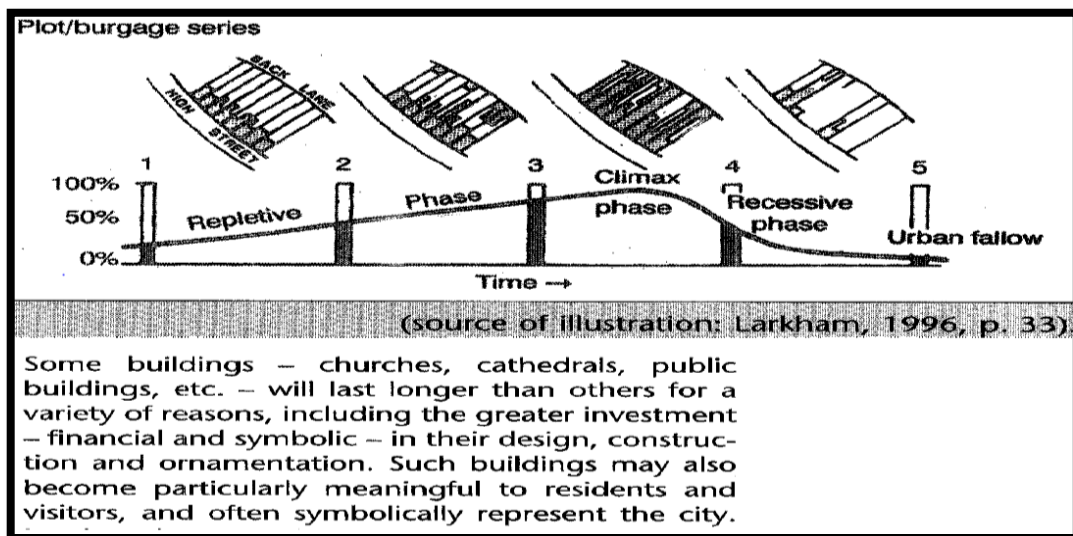 Plot/burgage series
BACK LANE
HIGH STREET
1 2 3 4 5
100%
50%
0%
Repletive Phase
Climax
phase
Recessive
phase
Urban fallow
Time →
(source of illustration: Larkham, 1996, p. 33).
Some buildings – churches, cathedrals, public
buildings, etc. – will last longer than others for a
variety of reasons, including the greater investment
– financial and symbolic – in their design, construc-
tion and ornamentation. Such buildings may also
become particularly meaningful to residents and
visitors, and often symbolically represent the city.